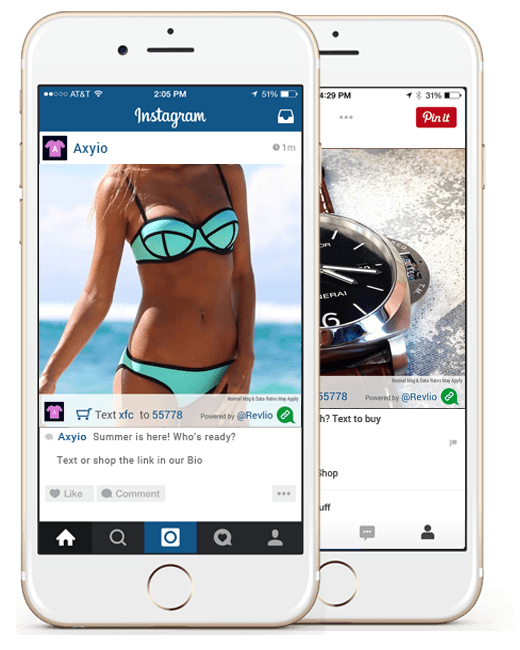 AT&T 2:05 PM 51%
Instagram
Axyio 1m
Normal Msg & Data Rates May Apply
Text xfc to 55778 Powered by @Revlio
Axyio Summer is here! Who's ready?
Text or shop the link in our Bio
Like Comment
4:29 PM 31%
Pin it
NERAI
6
Normal Msg & Data Rates May Apply
55778 Powered by @Revlio
h? Text to buy
Shop
uff